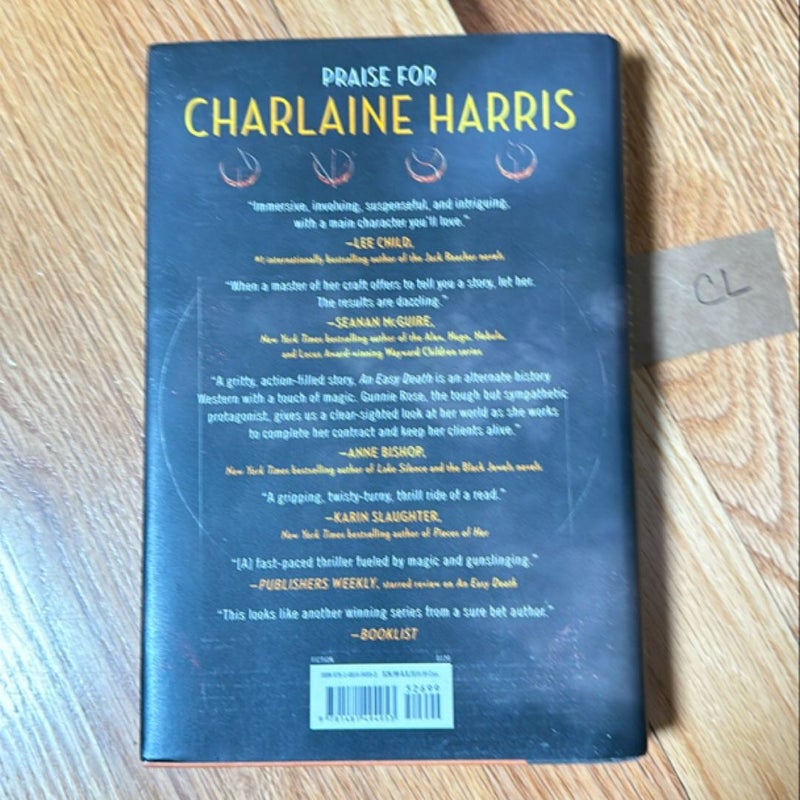 PRAISE FOR
CHARLAINE HARRIS
"Immersive, involving, suspenseful, and intriguing,
with a main character you'll love."
—LEE CHILD,
#1 internationally bestselling author of the Jack Reacher novels
"When a master of her craft offers to tell you a story, let her.
The results are dazzling."
—SEANAN McGUIRE,
New York Times bestselling author of the Alex, Hugo, Nebula,
and Locus Award–winning Wayward Children series
"A gritty, action-filled story, An Easy Death is an alternate history
Western with a touch of magic. Gunnie Rose, the tough but sympathetic
protagonist, gives us a clear-sighted look at her world as she works
to complete her contract and keep her clients alive."
—ANNE BISHOP,
New York Times bestselling author of Lake Silence and the Black Jewels novels
"A gripping, twisty-turny, thrill ride of a read."
—KARIN SLAUGHTER,
New York Times bestselling author of Pieces of Her
"[A] fast-paced thriller fueled by magic and gunslinging."
—PUBLISHERS WEEKLY, starred review on An Easy Death
"This looks like another winning series from a sure bet author."
—BOOKLIST
FICTION
52699
CL